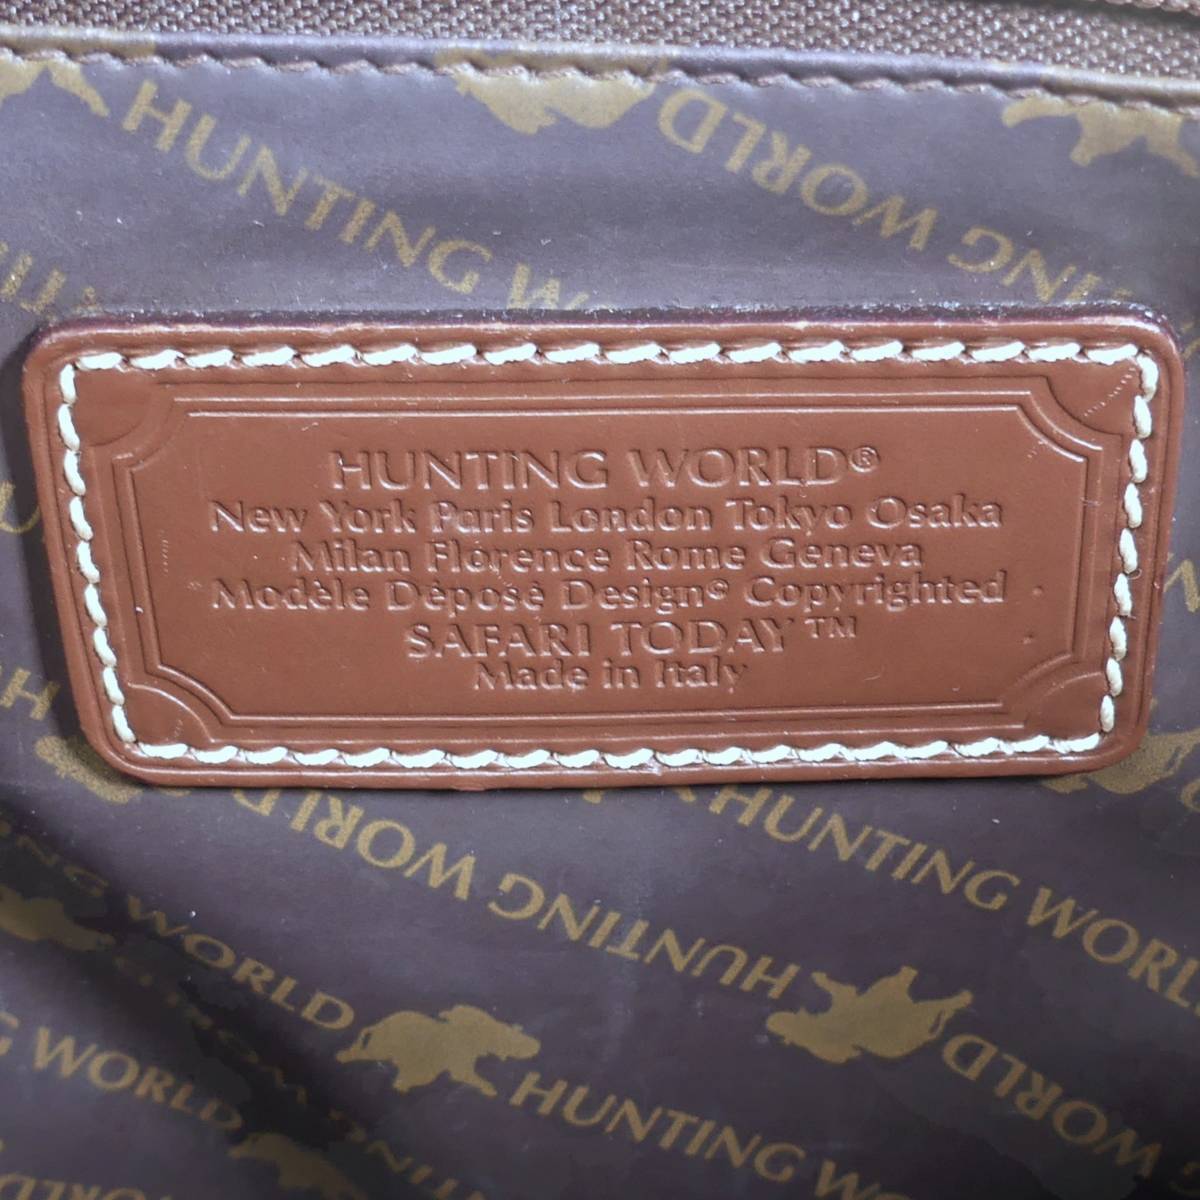 HUNTING WORLD
HUNTING WORLD
HUNTING WORLD®
New York Paris London Tokyo Osaka
Milan Florence Rome Geneva
Modèle Déposé Design® Copyrighted
SAFARI TODAY™
Made in Italy
HUNTING WORLD
HUNTING WORLD
WORLD
WORLD
WORLD
HUNTING